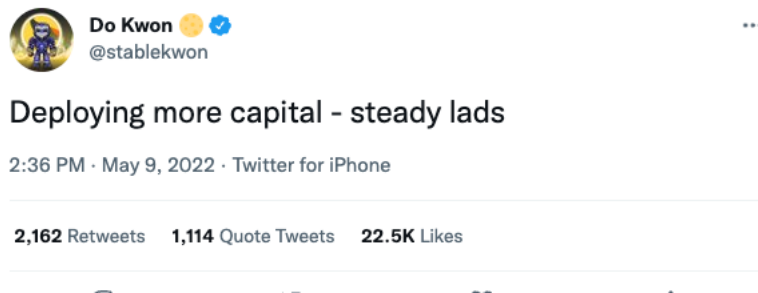 Do Kwon
@stablekwon
Deploying more capital - steady lads
2:36 PM · May 9, 2022 · Twitter for iPhone
2,162 Retweets 1,114 Quote Tweets 22.5K Likes